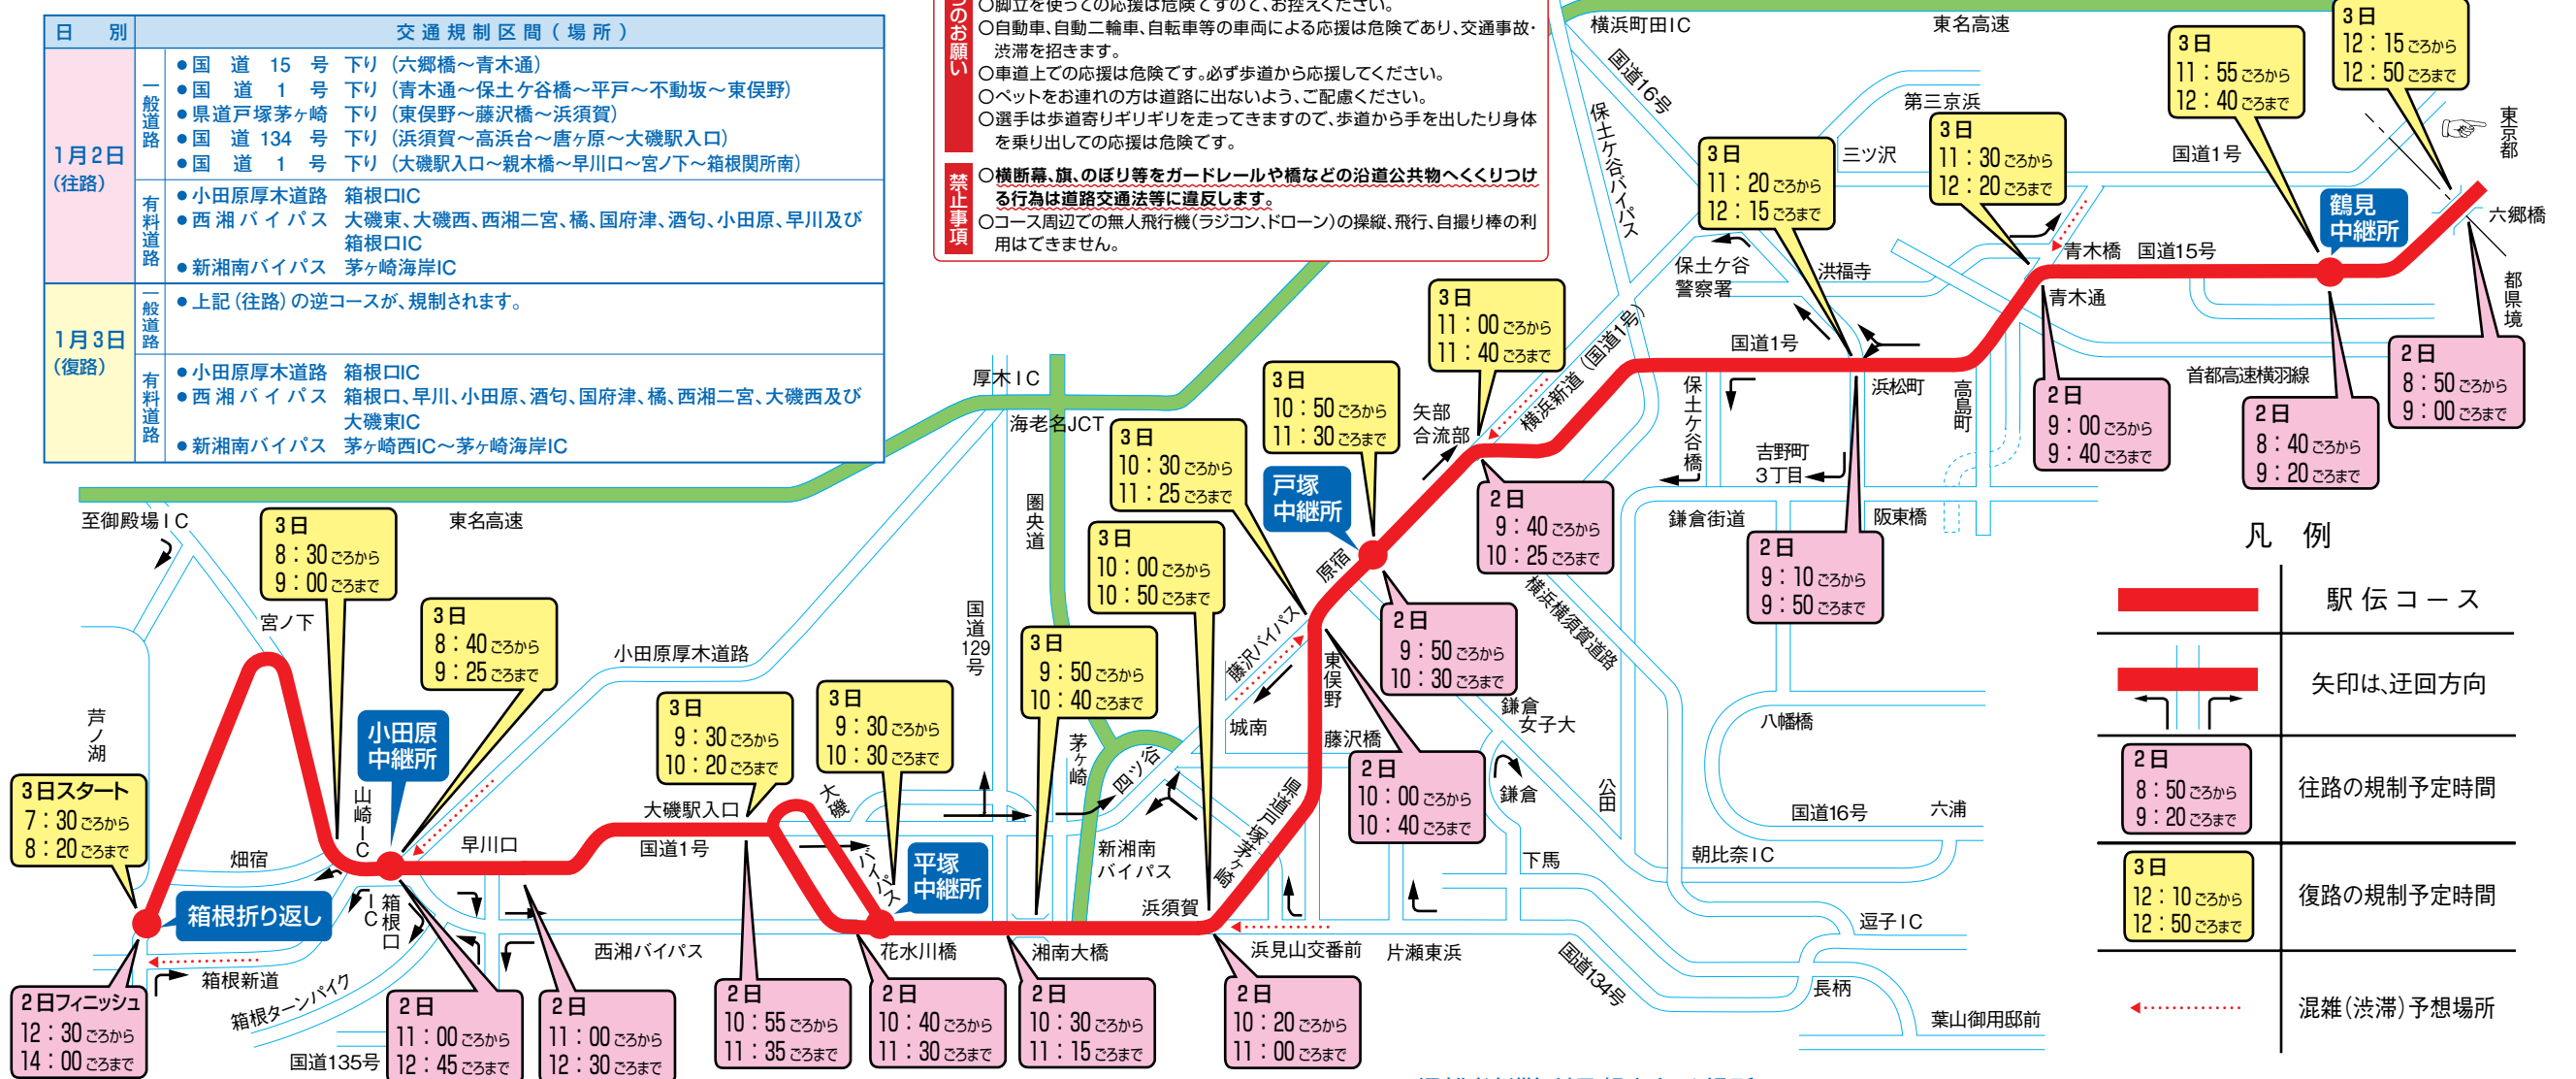 日　別
交通規制区間(場所)
1月2日
(往路)
一般道路
●国　道　15　号　下り (六郷橋〜青木通)
●国　道　1　号　下り (青木通〜保土ケ谷橋〜平戸〜不動坂〜東俣野)
●県道戸塚茅ヶ崎　下り (東俣野〜藤沢橋〜浜須賀)
●国　道 134 号　下り (浜須賀〜高浜台〜唐ヶ原〜大磯駅入口)
●国　道　1　号　下り (大磯駅入口〜親木橋〜早川口〜宮ノ下〜箱根関所南)
有料道路
●小田原厚木道路　箱根口IC
●西湘バイパス　大磯東、大磯西、西湘二宮、橘、国府津、酒匂、小田原、早川及び
箱根口IC
●新湘南バイパス　茅ヶ崎海岸IC
1月3日
(復路)
一般道路
●上記(往路)の逆コースが、規制されます。
有料道路
●小田原厚木道路　箱根口IC
●西湘バイパス　箱根口、早川、小田原、酒匂、国府津、橘、西湘二宮、大磯西及び
大磯東IC
●新湘南バイパス　茅ヶ崎西IC〜茅ヶ崎海岸IC
つのお願い
○脚立を使っての応援は危険ですので、お控えください。
○自動車、自動二輪車、自転車等の車両による応援は危険であり、交通事故・
渋滞を招きます。
○車道上での応援は危険です。必ず歩道から応援してください。
○ペットをお連れの方は道路に出ないよう、ご配慮ください。
○選手は歩道寄りギリギリを走ってきますので、歩道から手を出したり身体
を乗り出しての応援は危険です。
禁止事項
○横断幕、旗、のぼり等をガードレールや橋などの沿道公共物へくくりつけ
る行為は道路交通法等に違反します。
○コース周辺での無人飛行機(ラジコン、ドローン)の操縦、飛行、自撮り棒の利
用はできません。
横浜町田IC
東名高速
国道16号
保土ケ谷バイパス
第三京浜
三ツ沢
国道1号
東京都
六郷橋
都県境
3日
12：15ごろから
12：50ごろまで
3日
11：55ごろから
12：40ごろまで
3日
11：30ごろから
12：20ごろまで
3日
11：20ごろから
12：15ごろまで
鶴見
中継所
青木橋
国道15号
青木通
保土ケ谷
警察署
洪福寺
国道1号
浜松町
高島町
首都高速横羽線
2日
8：50ごろから
9：00ごろまで
2日
8：40ごろから
9：20ごろまで
2日
9：00ごろから
9：40ごろまで
2日
9：10ごろから
9：50ごろまで
保土ケ谷橋
吉野町
3丁目
鎌倉街道
阪東橋
3日
11：00ごろから
11：40ごろまで
横浜新道(国道1号)
3日
10：50ごろから
11：30ごろまで
矢部
合流部
戸塚
中継所
2日
9：40ごろから
10：25ごろまで
2日
9：50ごろから
10：30ごろまで
横浜横須賀道路
原宿
厚木IC
海老名JCT
圏央道
国道129号
3日
10：30ごろから
11：25ごろまで
3日
10：00ごろから
10：50ごろまで
3日
9：50ごろから
10：40ごろまで
藤沢バイパス
東俣野
城南
藤沢橋
2日
10：00ごろから
10：40ごろまで
鎌倉
女子大
鎌倉
公田
八幡橋
国道16号
六浦
朝比奈IC
下馬
逗子IC
長柄
葉山御用邸前
国道134号
片瀬東浜
浜見山交番前
県道戸塚茅ヶ崎
浜須賀
四ツ谷
茅ヶ崎
新湘南
バイパス
至御殿場IC
東名高速
宮ノ下
芦ノ湖
3日
8：30ごろから
9：00ごろまで
3日
8：40ごろから
9：25ごろまで
小田原厚木道路
小田原
中継所
山崎IC
3日スタート
7：30ごろから
8：20ごろまで
畑宿
箱根折り返し
箱根口IC
早川口
大磯駅入口
国道1号
3日
9：30ごろから
10：20ごろまで
3日
9：30ごろから
10：30ごろまで
大磯
バイパス
平塚
中継所
西湘バイパス
花水川橋
湘南大橋
箱根新道
箱根ターンパイク
国道135号
2日フィニッシュ
12：30ごろから
14：00ごろまで
2日
11：00ごろから
12：45ごろまで
2日
11：00ごろから
12：30ごろまで
2日
10：55ごろから
11：35ごろまで
2日
10：40ごろから
11：30ごろまで
2日
10：30ごろから
11：15ごろまで
2日
10：20ごろから
11：00ごろまで
凡　例
駅伝コース
矢印は、迂回方向
2日
8：50ごろから
9：20ごろまで
往路の規制予定時間
3日
12：10ごろから
12：50ごろまで
復路の規制予定時間
混雑(渋滞)予想場所